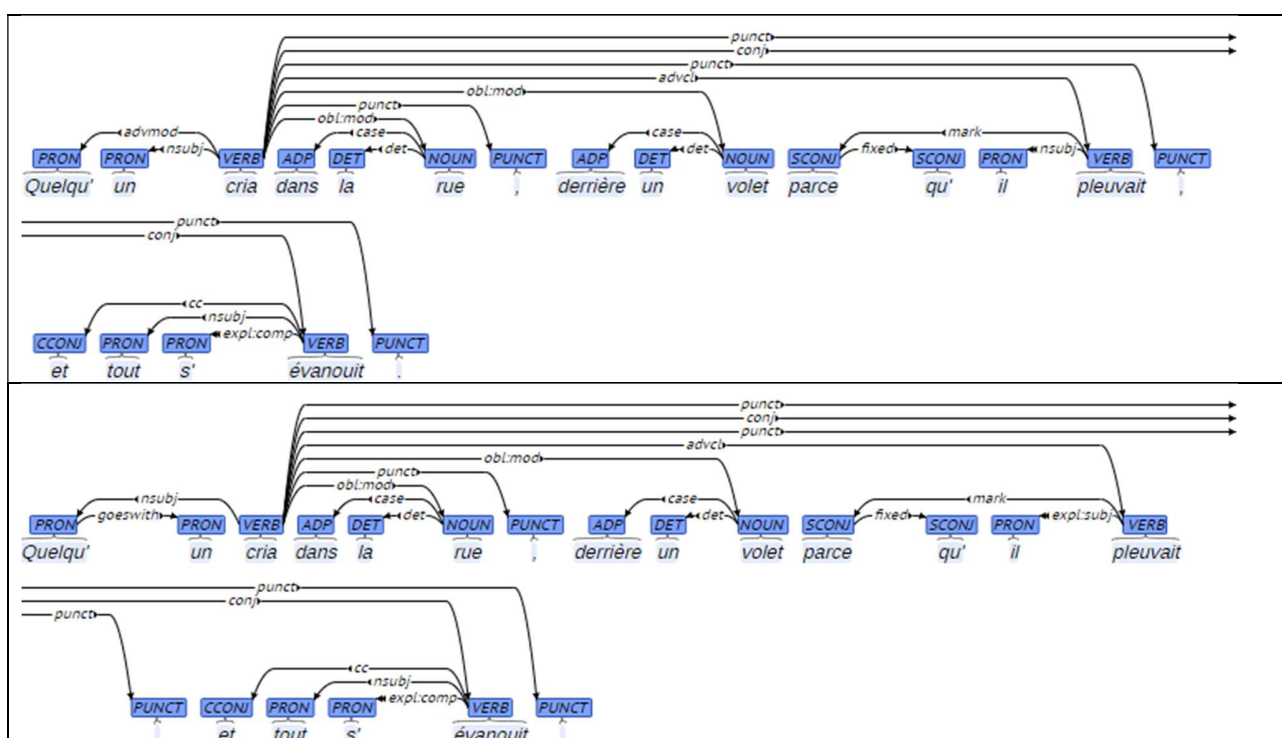 punct
conj
punct
advcl
obl:mod
punct
obl:mod
advmod nsubj case det case det mark fixed nsubj
PRON PRON VERB ADP DET NOUN PUNCT ADP DET NOUN SCONJ SCONJ PRON VERB PUNCT
Quelqu' un cria dans la rue , derrière un volet parce qu' il pleuvait ,
punct
conj
cc
nsubj
expl:comp
CCONJ PRON PRON VERB PUNCT
et tout s' évanouit .
punct
conj
punct
advcl
obl:mod
punct
obl:mod
nsubj case case mark
goeswith det det fixed expl:subj
PRON PRON VERB ADP DET NOUN PUNCT ADP DET NOUN SCONJ SCONJ PRON VERB
Quelqu' un cria dans la rue , derrière un volet parce qu' il pleuvait
punct
conj
punct
cc
nsubj
expl:comp
PUNCT CCONJ PRON PRON VERB PUNCT
et tout s' évanouit